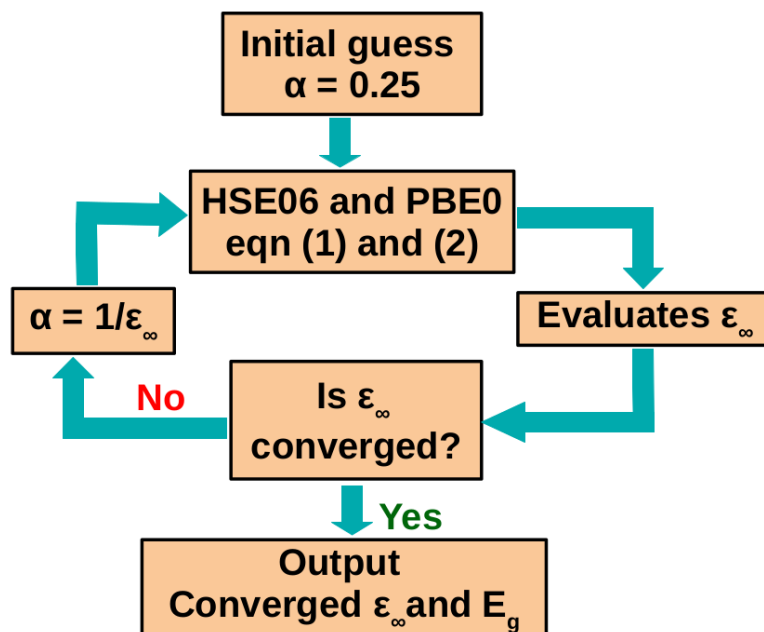 Initial guess
α = 0.25
HSE06 and PBE0
eqn (1) and (2)
α = 1/ε∞
Evaluates ε∞
No
Is ε∞
converged?
Yes
Output
Converged ε∞and Eg